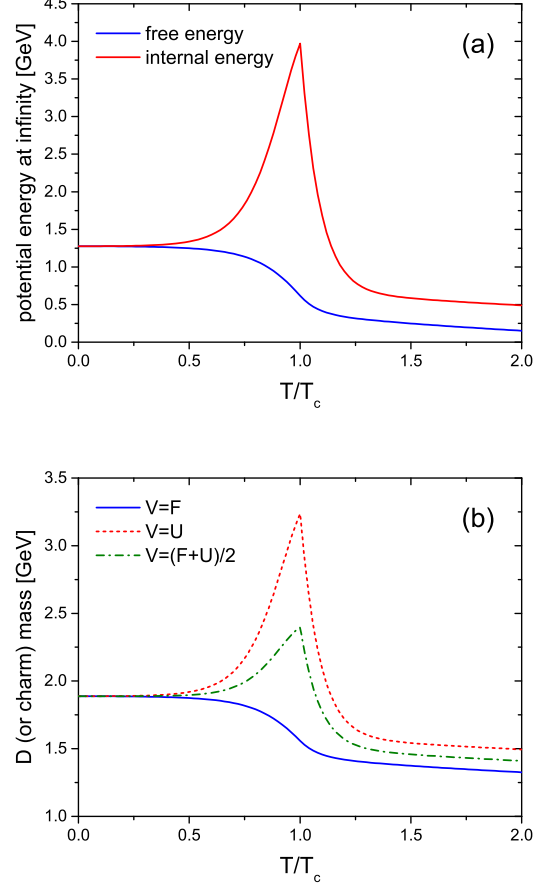 4.5
free energy
(a)
4.0
internal energy
3.5
3.0
2.5
2.0
1.5
1.0
0.5
0.0
potential energy at infinity [GeV]
0.0 0.5 1.0 1.5 2.0
T/Tc
3.5
V=F
(b)
V=U
3.0
V=(F+U)/2
2.5
2.0
1.5
1.0
D (or charm) mass [GeV]
0.0 0.5 1.0 1.5 2.0
T/Tc